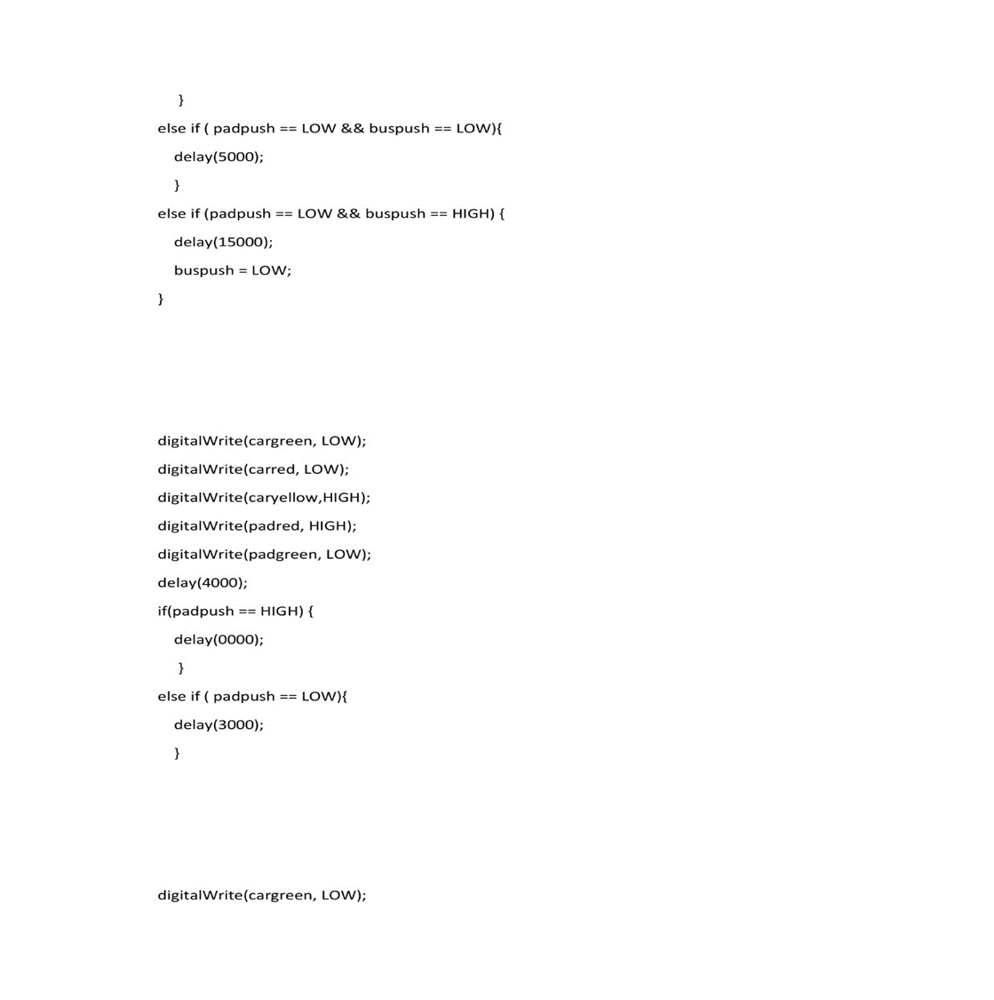 }
else if ( padpush == LOW && buspush == LOW){
delay(5000);
}
else if (padpush == LOW && buspush == HIGH) {
delay(15000);
buspush = LOW;
}
digitalWrite(cargreen, LOW);
digitalWrite(carred, LOW);
digitalWrite(caryellow,HIGH);
digitalWrite(padred, HIGH);
digitalWrite(padgreen, LOW);
delay(4000);
if(padpush == HIGH) {
delay(0000);
}
else if ( padpush == LOW){
delay(3000);
}
digitalWrite(cargreen, LOW);